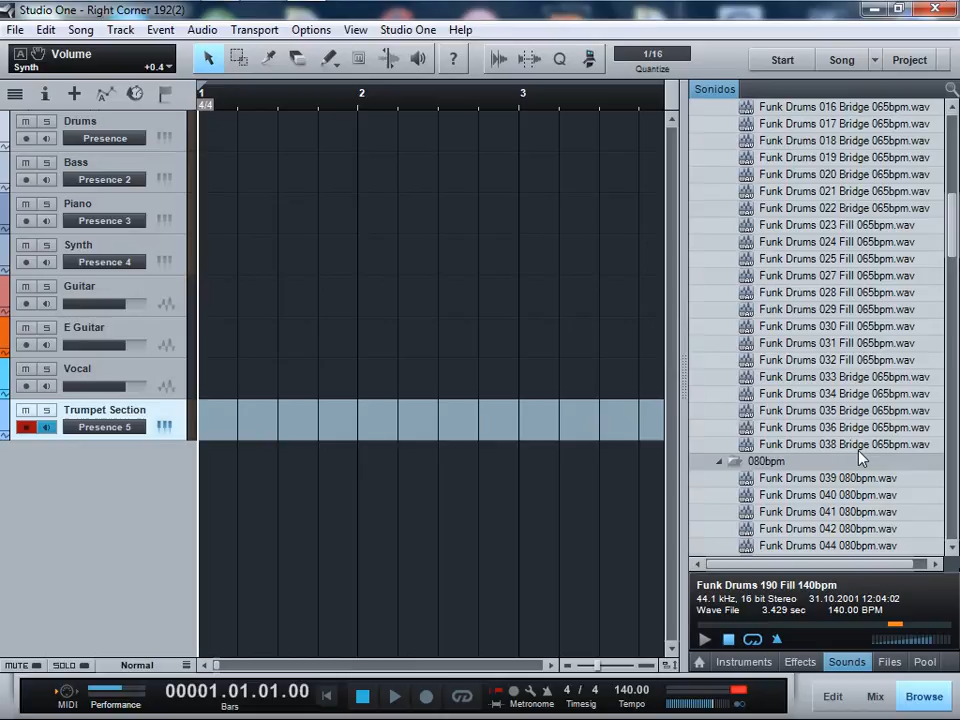 Studio One - Right Corner 192(2)
File Edit Song Track Event Audio Transport Options View Studio One Help
Volume
Synth +0.4
1/16
Quantize
Start Song Project
1 2 3
4/4
Sonidos
M S Drums
Presence
M S Bass
Presence 2
M S Piano
Presence 3
M S Synth
Presence 4
M S Guitar
M S E Guitar
M S Vocal
M S Trumpet Section
Presence 5
Funk Drums 016 Bridge 065bpm.wav
Funk Drums 017 Bridge 065bpm.wav
Funk Drums 018 Bridge 065bpm.wav
Funk Drums 019 Bridge 065bpm.wav
Funk Drums 020 Bridge 065bpm.wav
Funk Drums 021 Bridge 065bpm.wav
Funk Drums 022 Bridge 065bpm.wav
Funk Drums 023 Fill 065bpm.wav
Funk Drums 024 Fill 065bpm.wav
Funk Drums 025 Fill 065bpm.wav
Funk Drums 027 Fill 065bpm.wav
Funk Drums 028 Fill 065bpm.wav
Funk Drums 029 Fill 065bpm.wav
Funk Drums 030 Fill 065bpm.wav
Funk Drums 031 Fill 065bpm.wav
Funk Drums 032 Fill 065bpm.wav
Funk Drums 033 Bridge 065bpm.wav
Funk Drums 034 Bridge 065bpm.wav
Funk Drums 035 Bridge 065bpm.wav
Funk Drums 036 Bridge 065bpm.wav
Funk Drums 038 Bridge 065bpm.wav
080bpm
Funk Drums 039 080bpm.wav
Funk Drums 040 080bpm.wav
Funk Drums 041 080bpm.wav
Funk Drums 042 080bpm.wav
Funk Drums 044 080bpm.wav
Funk Drums 190 Fill 140bpm
44.1 kHz, 16 bit Stereo 31.10.2001 12:04:02
Wave File 3.429 sec 140.00 BPM
Instruments Effects Sounds Files Pool
MUTE SOLO Normal
MIDI Performance 00001.01.01.00
Bars
Metronome
4 / 4
Timesig
140.00
Tempo
Edit Mix Browse